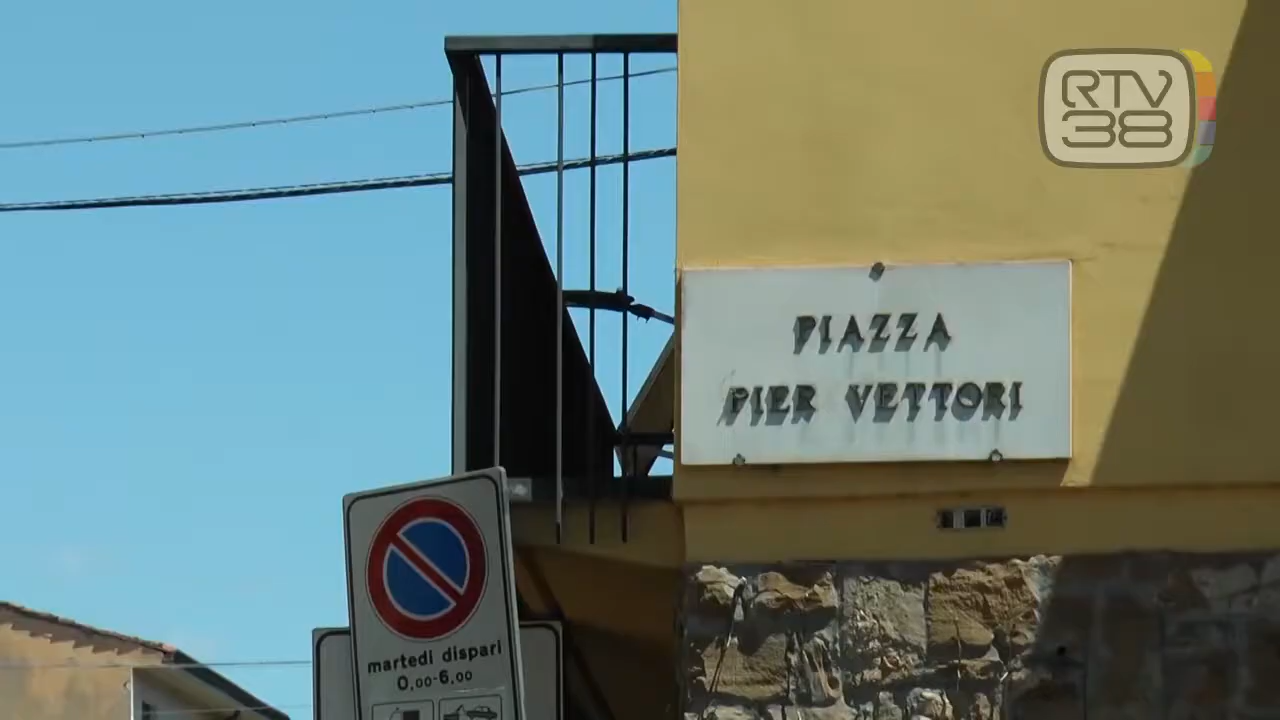 RTV
38
PIAZZA
PIER VETTORI
martedi dispari
0,00-6,00